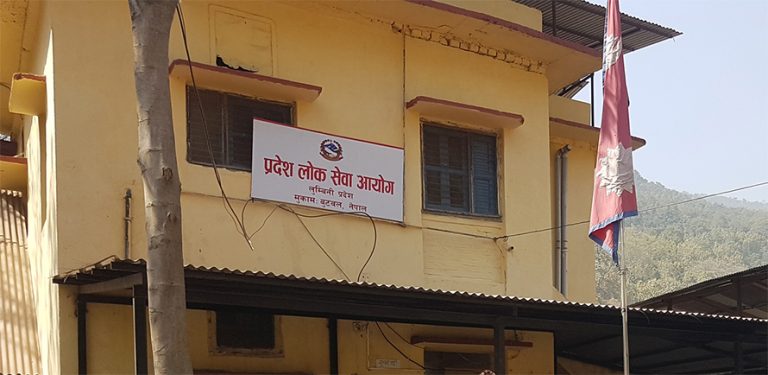 प्रदेश लोक सेवा आयोग
लुम्बिनी प्रदेश
मुकामः बुटवल, नेपाल